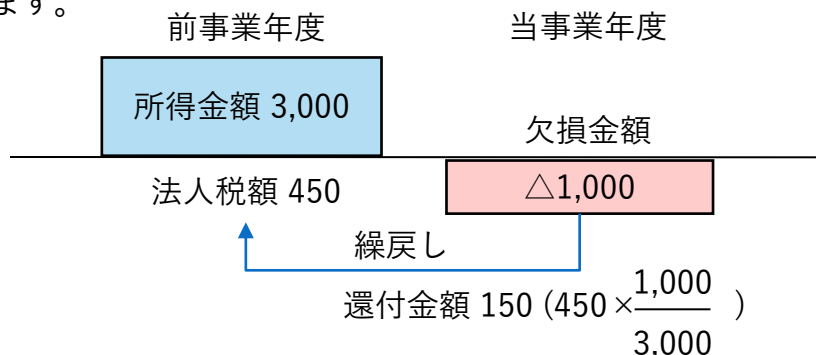 ます。
前事業年度
当事業年度
所得金額 3,000
欠損金額
法人税額 450
△1,000
繰戻し
還付金額 150 (450×1,000/3,000)